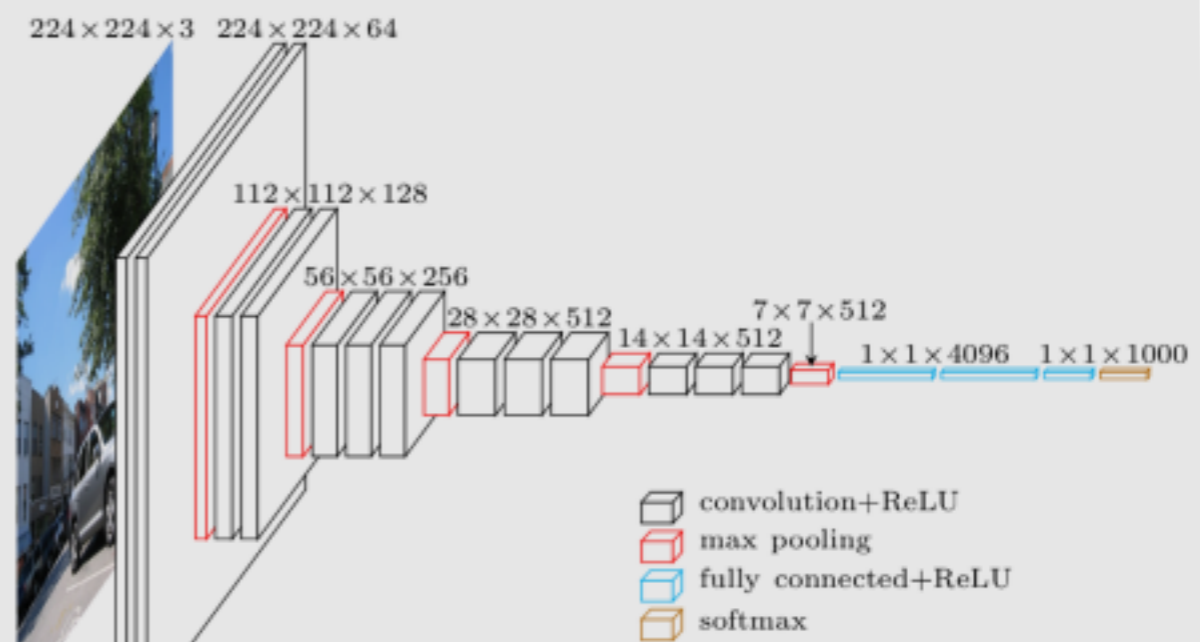 224×224×3
224×224×64
112×112×128
56×56×256
28×28×512
14×14×512
7×7×512
1×1×4096
1×1×1000
convolution+ReLU
max pooling
fully connected+ReLU
softmax